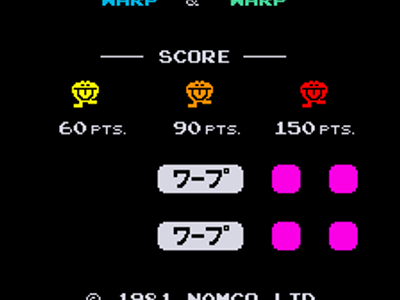 WARP & WARP
SCORE
60 PTS. 90 PTS. 150 PTS.
ワープ
ワープ
© 1981 NAMCO LTD